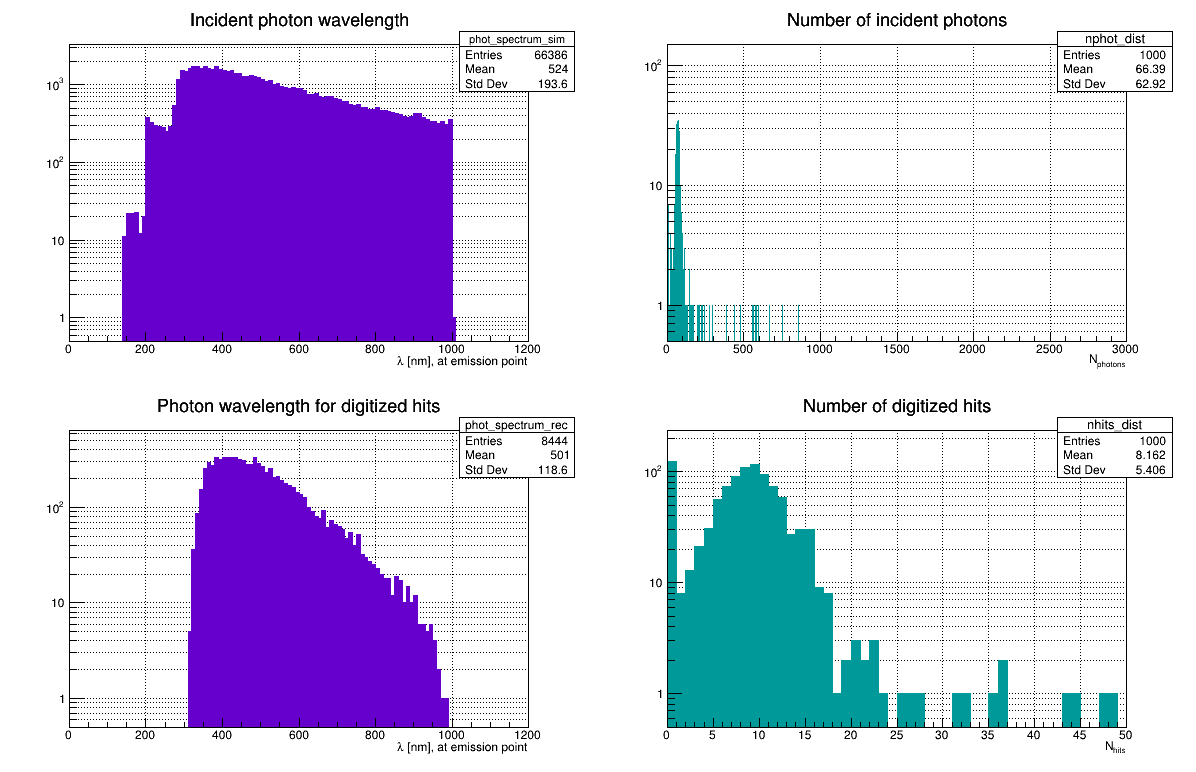 Incident photon wavelength
phot_spectrum_sim
Entries 66386
Mean 524
Std Dev 193.6
10³
10²
10
1
0 200 400 600 800 1000 1200
λ [nm], at emission point
Number of incident photons
nphot_dist
Entries 1000
Mean 66.39
Std Dev 62.92
10²
10
1
0 500 1000 1500 2000 2500 3000
N_photons
Photon wavelength for digitized hits
phot_spectrum_rec
Entries 8444
Mean 501
Std Dev 118.6
10²
10
1
0 200 400 600 800 1000 1200
λ [nm], at emission point
Number of digitized hits
nhits_dist
Entries 1000
Mean 8.162
Std Dev 5.406
10²
10
1
0 5 10 15 20 25 30 35 40 45 50
N_hits